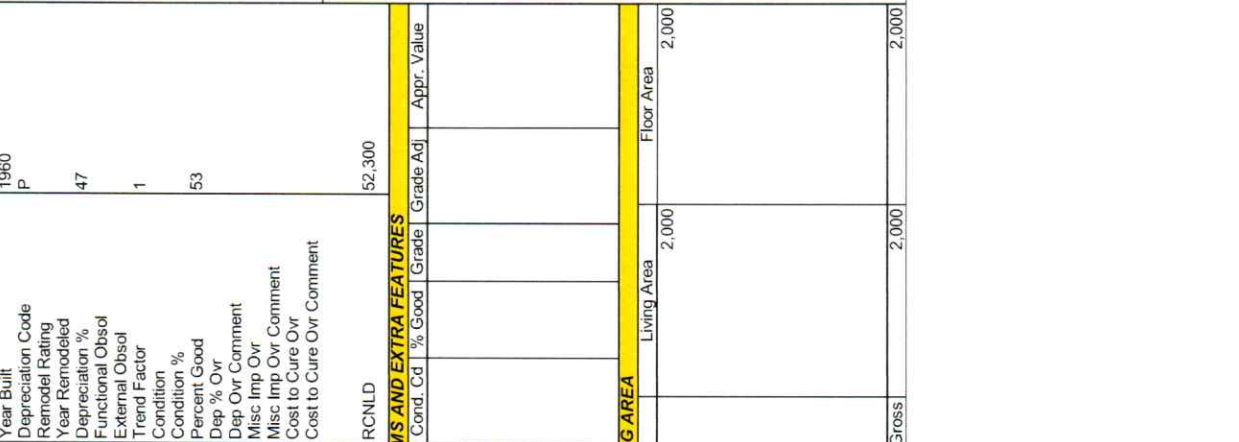 Year Built 1960
Depreciation Code P
Remodel Rating
Year Remodeled
Depreciation % 47
Functional Obsol
External Obsol
Trend Factor 1
Condition
Condition %
Percent Good 53
Dep % Ovr
Dep Ovr Comment
Misc Imp Ovr
Misc Imp Ovr Comment
Cost to Cure Ovr
Cost to Cure Ovr Comment
RCNLD 52,300
MS AND EXTRA FEATURES
Cond. Cd % Good Grade Grade Adj Appr. Value
G AREA
Living Area Floor Area
2,000 2,000
Gross 2,000 2,000